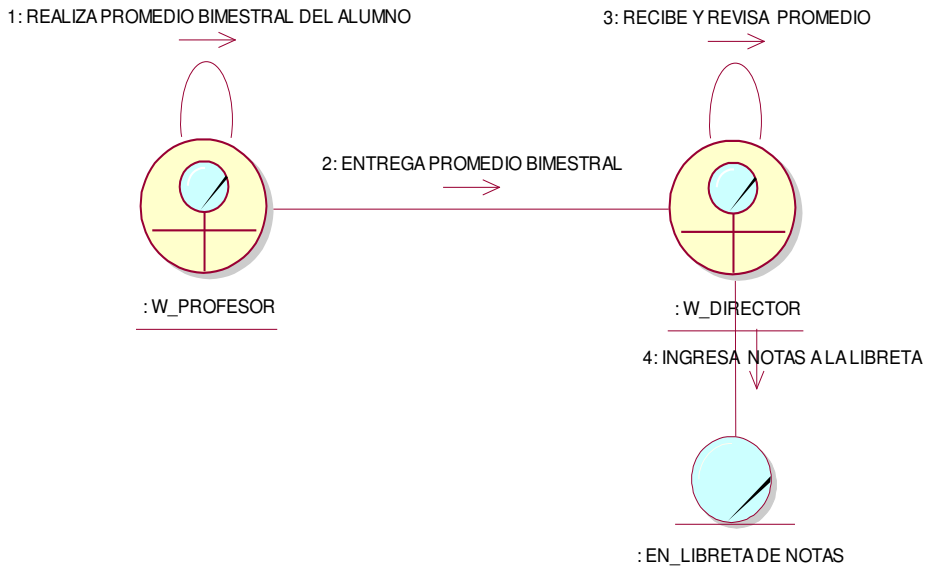 1: REALIZA PROMEDIO BIMESTRAL DEL ALUMNO
3: RECIBE Y REVISA PROMEDIO
2: ENTREGA PROMEDIO BIMESTRAL
: W_PROFESOR
: W_DIRECTOR
4: INGRESA NOTAS A LA LIBRETA
: EN_LIBRETA DE NOTAS